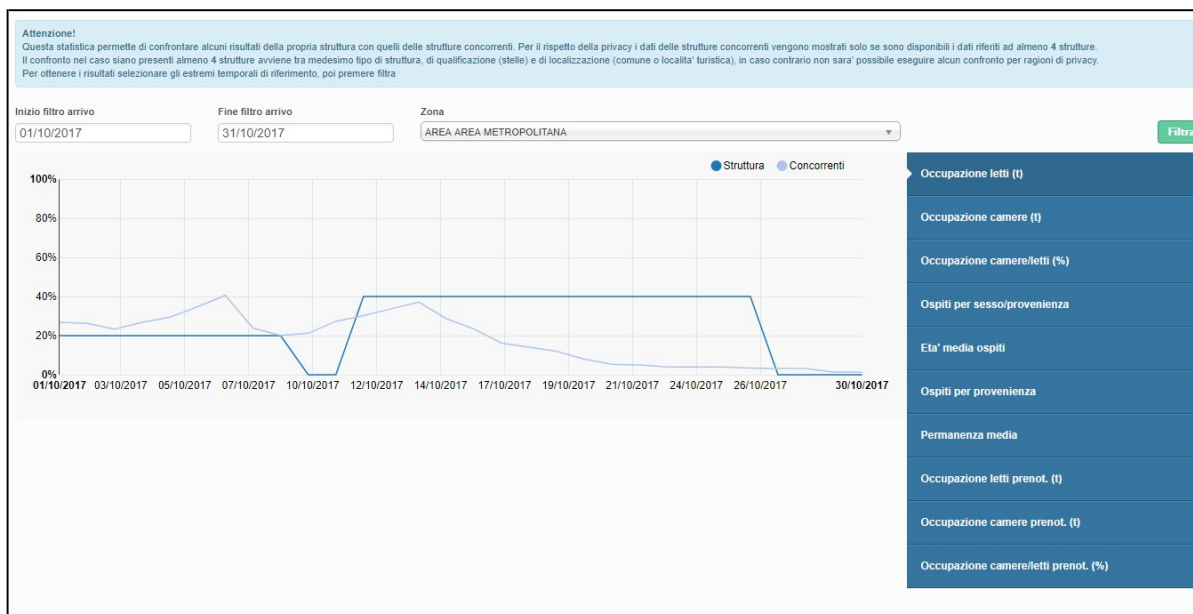 Attenzione!
Questa statistica permette di confrontare alcuni risultati della propria struttura con quelli delle strutture concorrenti. Per il rispetto della privacy i dati delle strutture concorrenti vengono mostrati solo se sono disponibili i dati riferiti ad almeno 4 strutture.
Il confronto nel caso siano presenti almeno 4 strutture avviene tra medesimo tipo di struttura, di qualificazione (stelle) e di localizzazione (comune o localita' turistica), in caso contrario non sara' possibile eseguire alcun confronto per ragioni di privacy.
Per ottenere i risultati selezionare gli estremi temporali di riferimento, poi premere filtra
Inizio filtro arrivo Fine filtro arrivo Zona
01/10/2017 31/10/2017 AREA AREA METROPOLITANA Filtra
Struttura Concorrenti
100%
80%
60%
40%
20%
0%
01/10/2017 03/10/2017 05/10/2017 07/10/2017 10/10/2017 12/10/2017 14/10/2017 17/10/2017 19/10/2017 21/10/2017 24/10/2017 26/10/2017 30/10/2017
Occupazione letti (t)
Occupazione camere (t)
Occupazione camere/letti (%)
Ospiti per sesso/provenienza
Eta' media ospiti
Ospiti per provenienza
Permanenza media
Occupazione letti prenot. (t)
Occupazione camere prenot. (t)
Occupazione camere/letti prenot. (%)